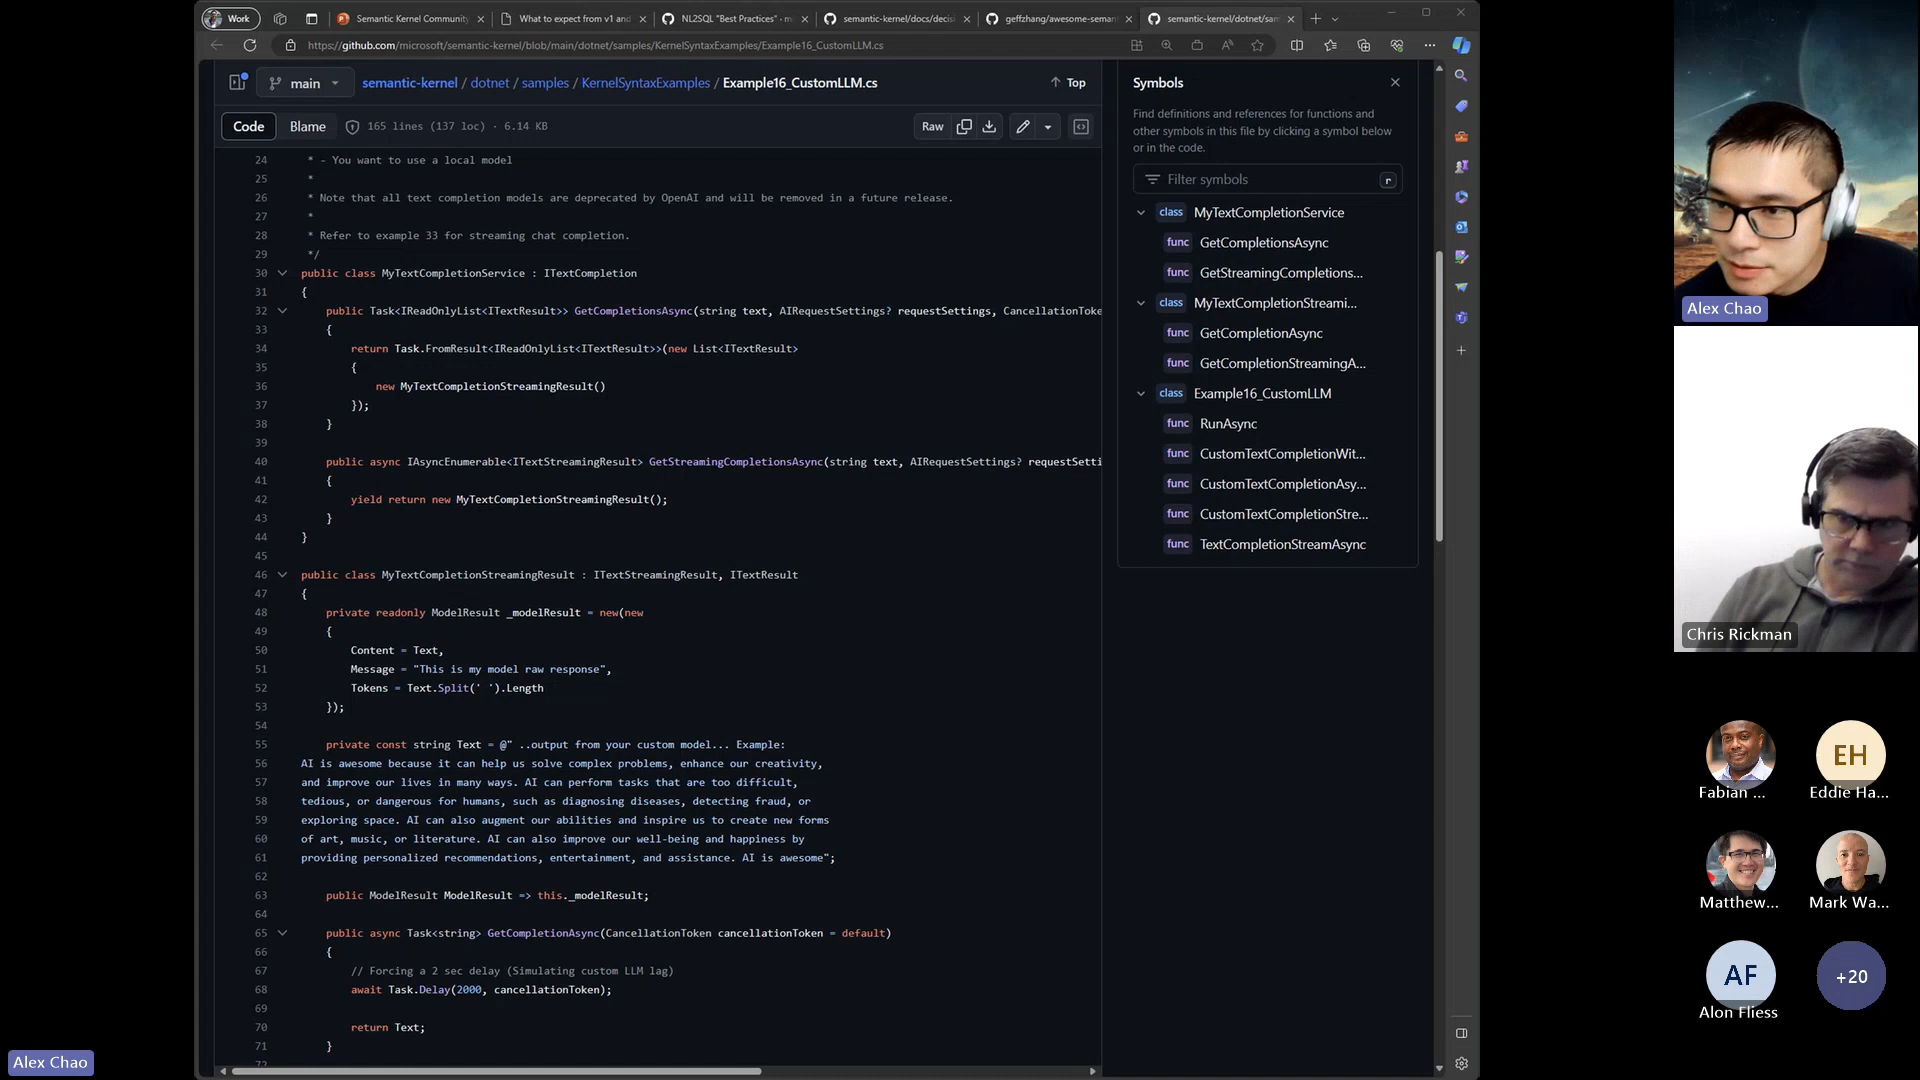 Work
Semantic Kernel Community
What to expect from v1 and
NL2SQL "Best Practices" · mi
semantic-kernel/docs/decisi
geffzhang/awesome-seman
semantic-kernel/dotnet/sam
https://github.com/microsoft/semantic-kernel/blob/main/dotnet/samples/KernelSyntaxExamples/Example16_CustomLLM.cs
main
semantic-kernel / dotnet / samples / KernelSyntaxExamples / Example16_CustomLLM.cs
Top
Code
Blame
165 lines (137 loc) · 6.14 KB
Raw
24 * - You want to use a local model
25 *
26 * Note that all text completion models are deprecated by OpenAI and will be removed in a future release.
27 *
28 * Refer to example 33 for streaming chat completion.
29 */
30 public class MyTextCompletionService : ITextCompletion
31 {
32 public Task<IReadOnlyList<ITextResult>> GetCompletionsAsync(string text, AIRequestSettings? requestSettings, CancellationToke
33 {
34 return Task.FromResult<IReadOnlyList<ITextResult>>(new List<ITextResult>
35 {
36 new MyTextCompletionStreamingResult()
37 });
38 }
39
40 public async IAsyncEnumerable<ITextStreamingResult> GetStreamingCompletionsAsync(string text, AIRequestSettings? requestSetti
41 {
42 yield return new MyTextCompletionStreamingResult();
43 }
44 }
45
46 public class MyTextCompletionStreamingResult : ITextStreamingResult, ITextResult
47 {
48 private readonly ModelResult _modelResult = new(new
49 {
50 Content = Text,
51 Message = "This is my model raw response",
52 Tokens = Text.Split(' ').Length
53 });
54
55 private const string Text = @" ..output from your custom model... Example:
56 AI is awesome because it can help us solve complex problems, enhance our creativity,
57 and improve our lives in many ways. AI can perform tasks that are too difficult,
58 tedious, or dangerous for humans, such as diagnosing diseases, detecting fraud, or
59 exploring space. AI can also augment our abilities and inspire us to create new forms
60 of art, music, or literature. AI can also improve our well-being and happiness by
61 providing personalized recommendations, entertainment, and assistance. AI is awesome";
62
63 public ModelResult ModelResult => this._modelResult;
64
65 public async Task<string> GetCompletionAsync(CancellationToken cancellationToken = default)
66 {
67 // Forcing a 2 sec delay (Simulating custom LLM lag)
68 await Task.Delay(2000, cancellationToken);
69
70 return Text;
71 }
72
Symbols
Find definitions and references for functions and
other symbols in this file by clicking a symbol below
or in the code.
Filter symbols
r
class MyTextCompletionService
func GetCompletionsAsync
func GetStreamingCompletions...
class MyTextCompletionStreami...
func GetCompletionAsync
func GetCompletionStreamingA...
class Example16_CustomLLM
func RunAsync
func CustomTextCompletionWit...
func CustomTextCompletionAsy...
func CustomTextCompletionStre...
func TextCompletionStreamAsync
Alex Chao
Chris Rickman
Fabian ...
EH
Eddie Ha...
Matthew...
Mark Wa...
AF
Alon Fliess
+20
Alex Chao